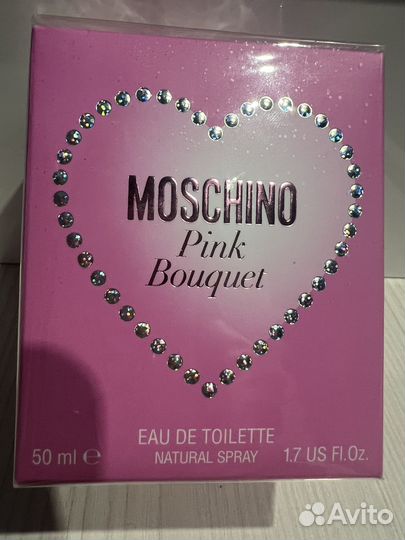 MOSCHINO
Pink
Bouquet
EAU DE TOILETTE
50 ml ℮ NATURAL SPRAY 1.7 US Fl.Oz.
Avito